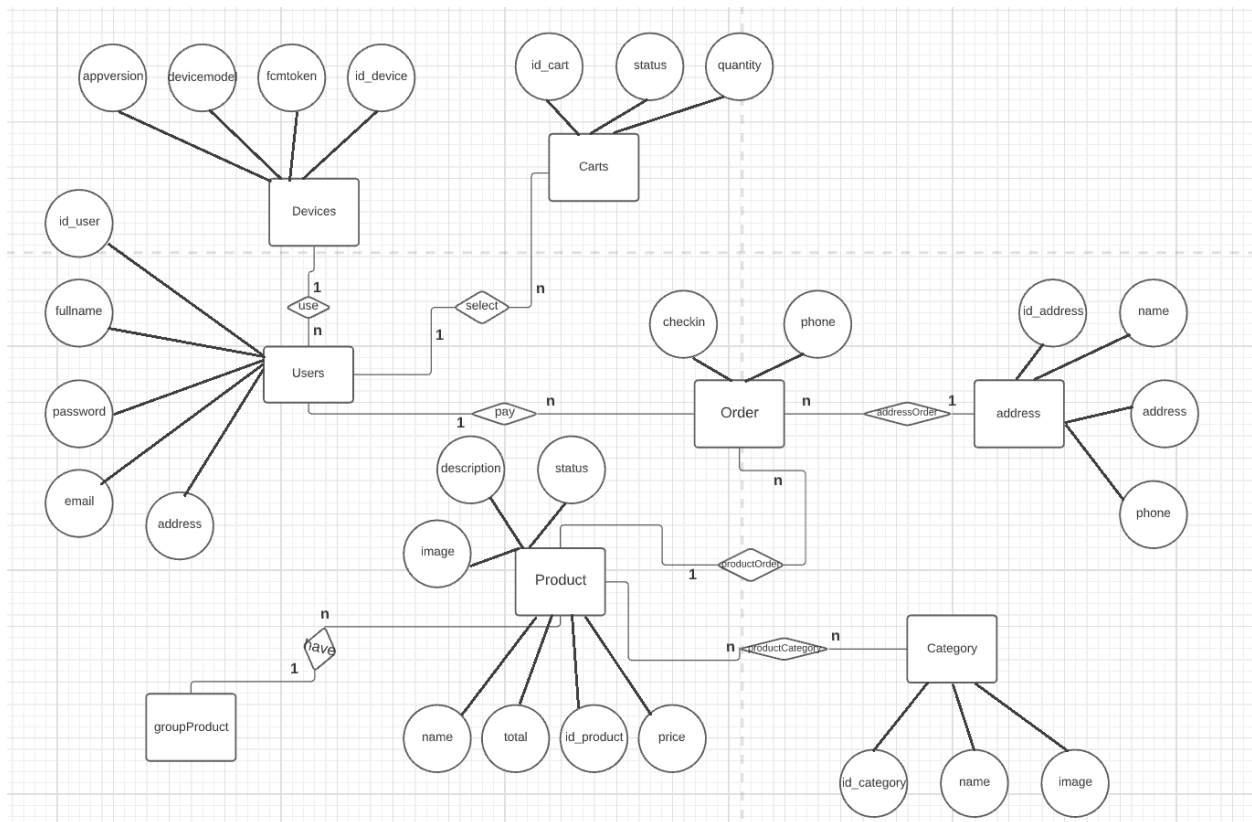 appversion
devicemodel
fcmtoken
id_device
id_cart
status
quantity
Carts
Devices
id_user
1
use
n
fullname
Users
1
select
n
password
email
address
1
pay
n
checkin
phone
Order
n
addressOrder
1
address
id_address
name
address
phone
n
description
status
image
Product
1
productOrder
n
have
1
groupProduct
n
productCategory
n
Category
name
total
id_product
price
id_category
name
image